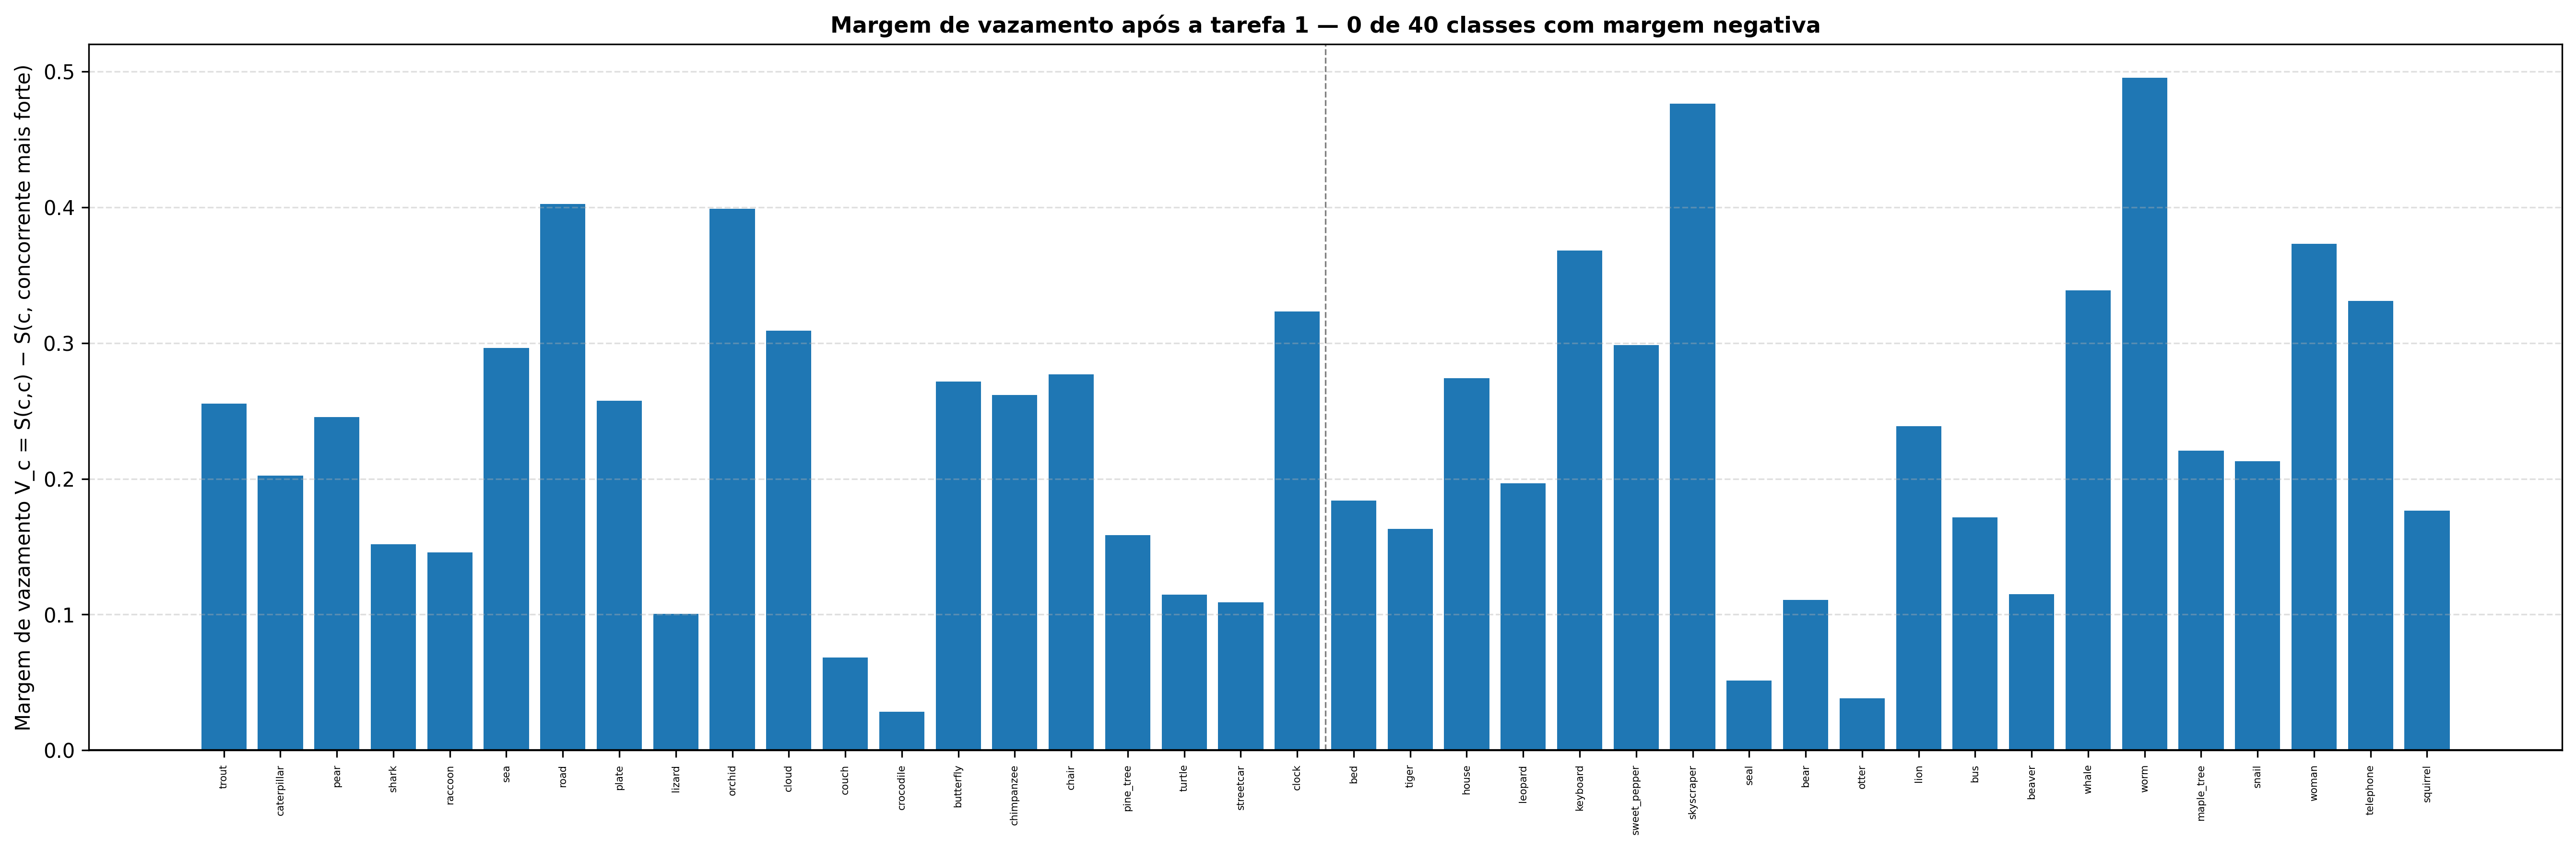 Margem de vazamento após a tarefa 1 — 0 de 40 classes com margem negativa
Margem de vazamento V_c = S(c,c) − S(c, concorrente mais forte)
0.5
0.4
0.3
0.2
0.1
0.0
trout
caterpillar
pear
shark
raccoon
sea
road
plate
lizard
orchid
cloud
couch
crocodile
butterfly
chimpanzee
chair
pine_tree
turtle
streetcar
clock
bed
tiger
house
leopard
keyboard
sweet_pepper
skyscraper
seal
bear
otter
lion
bus
beaver
whale
worm
maple_tree
snail
woman
telephone
squirrel